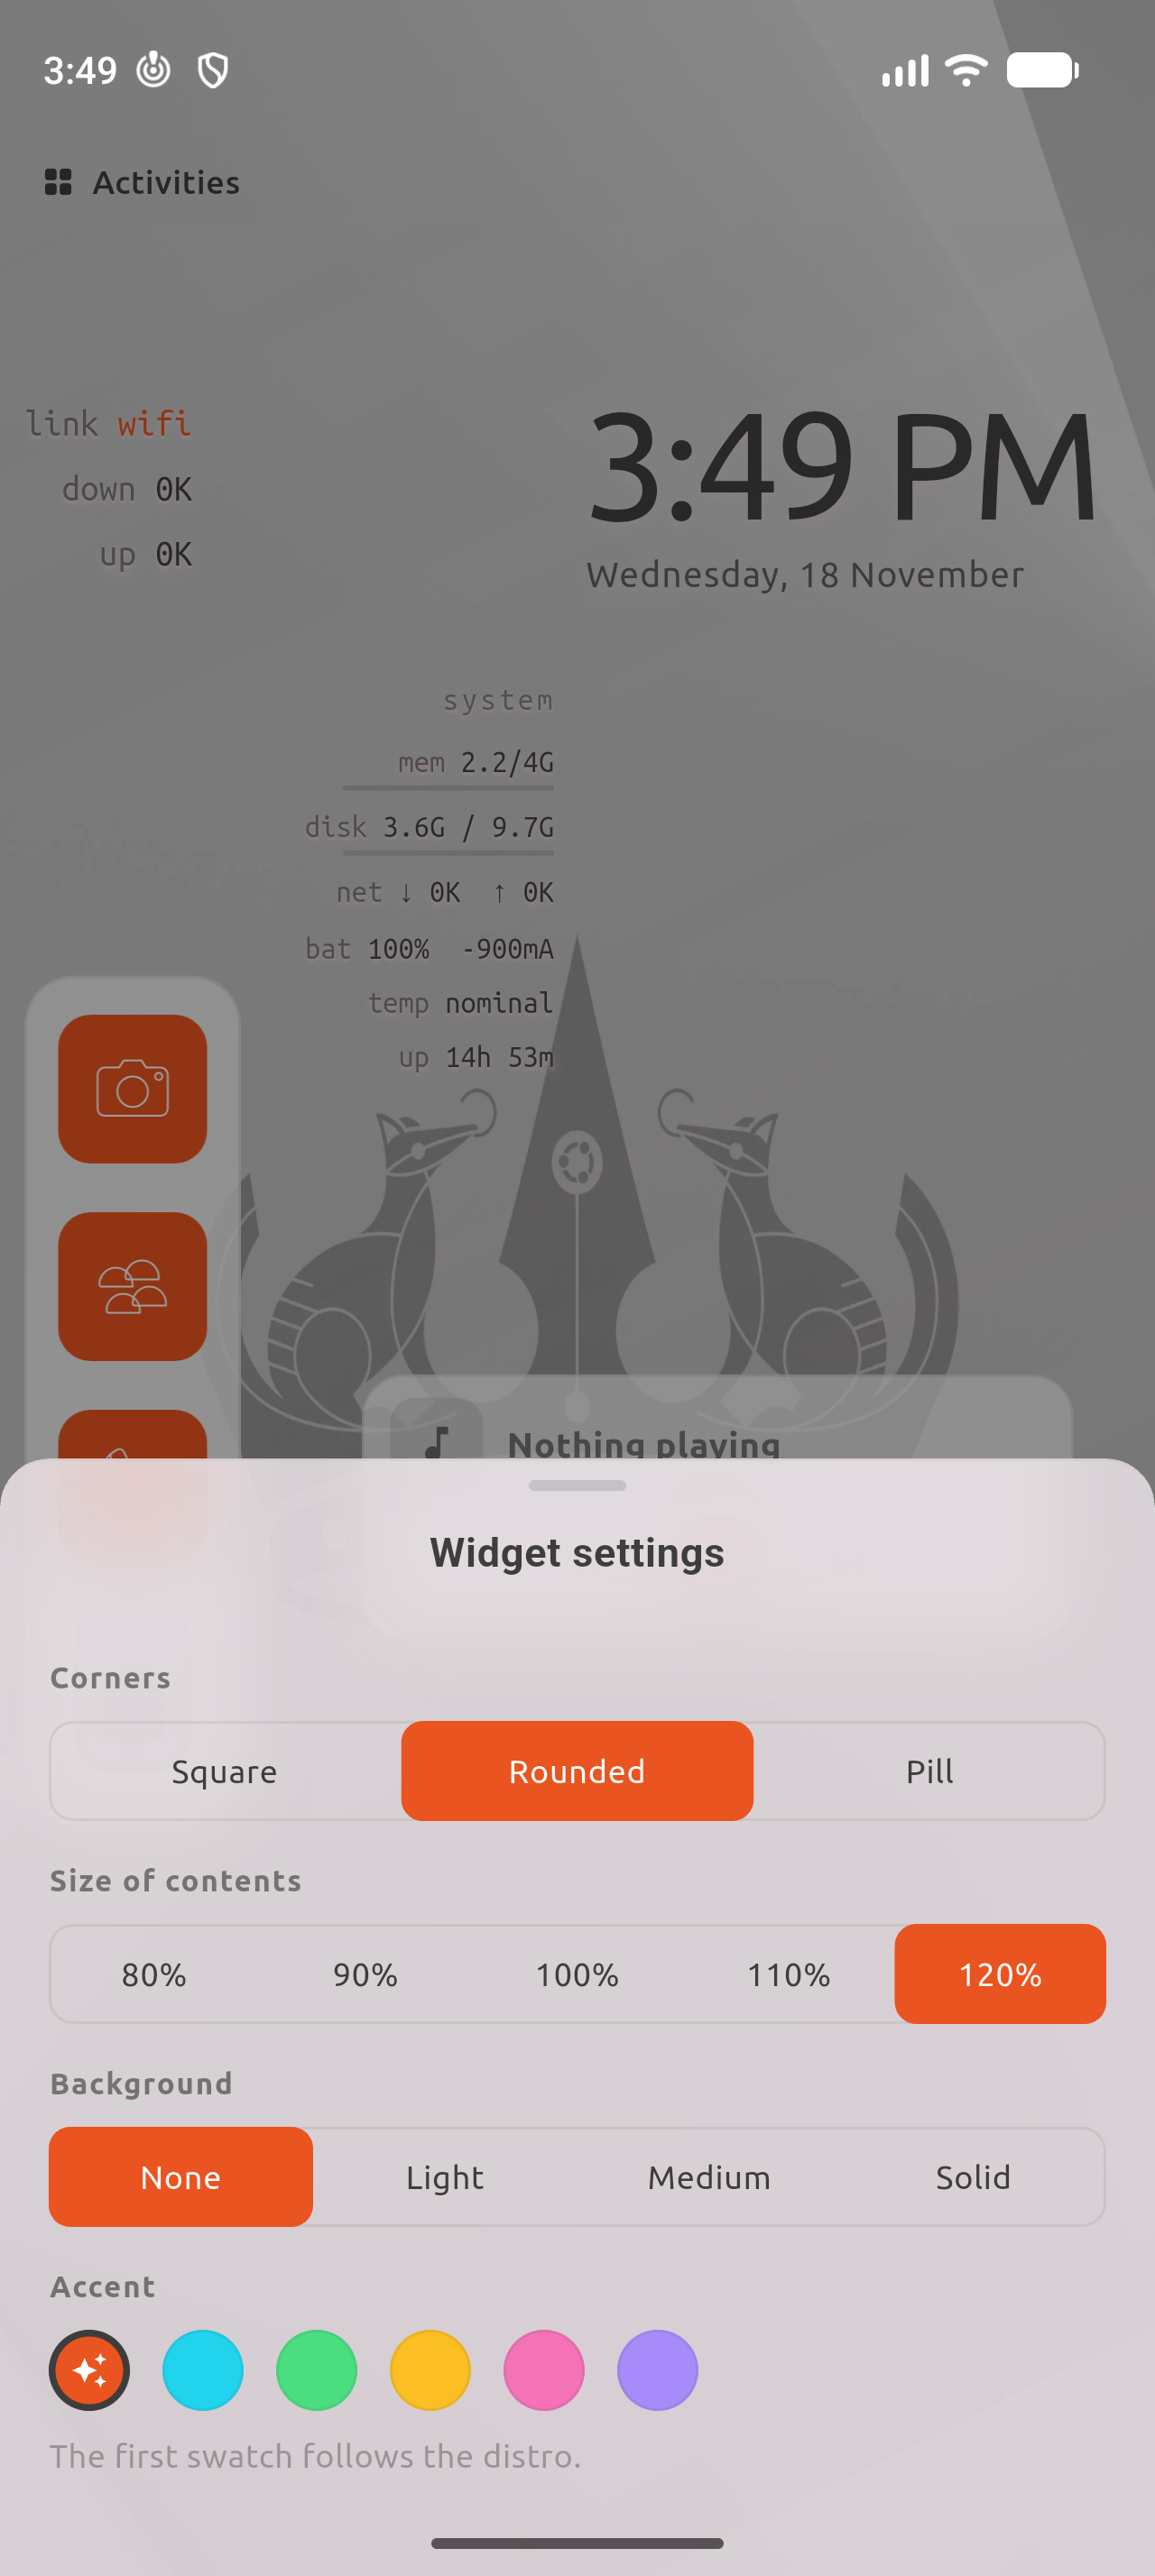 3:49
Activities
link wifi
down 0K
up 0K
3:49 PM
Wednesday, 18 November
system
mem 2.2/4G
disk 3.6G / 9.7G
net ↓ 0K ↑ 0K
bat 100% -900mA
temp nominal
up 14h 53m
Nothing playing
Widget settings
Corners
Square Rounded Pill
Size of contents
80% 90% 100% 110% 120%
Background
None Light Medium Solid
Accent
The first swatch follows the distro.